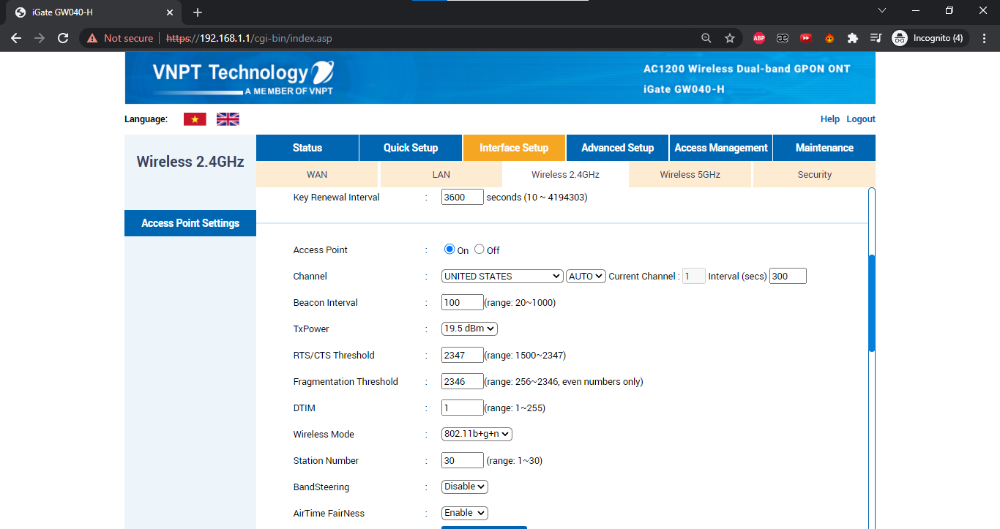 iGate GW040-H
Not secure https://192.168.1.1/cgi-bin/index.asp ABP Incognito (4)
VNPT Technology
A MEMBER OF VNPT
AC1200 Wireless Dual-band GPON ONT
iGate GW040-H
Language: Help Logout
Wireless 2.4GHz
Status Quick Setup Interface Setup Advanced Setup Access Management Maintenance
WAN LAN Wireless 2.4GHz Wireless 5GHz Security
Access Point Settings
Key Renewal Interval : 3600 seconds (10 ~ 4194303)
Access Point : On Off
Channel : UNITED STATES AUTO Current Channel : 1 Interval (secs) 300
Beacon Interval : 100 (range: 20~1000)
TxPower : 19.5 dBm
RTS/CTS Threshold : 2347 (range: 1500~2347)
Fragmentation Threshold : 2346 (range: 256~2346, even numbers only)
DTIM : 1 (range: 1~255)
Wireless Mode : 802.11b+g+n
Station Number : 30 (range: 1~30)
BandSteering : Disable
AirTime FairNess : Enable